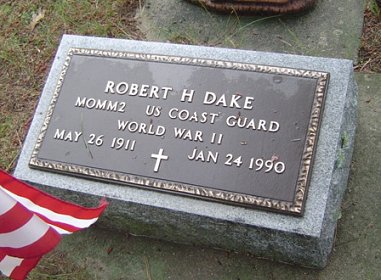 ROBERT H DAKE
MOMM2 US COAST GUARD
WORLD WAR II
MAY 26 1911 JAN 24 1990